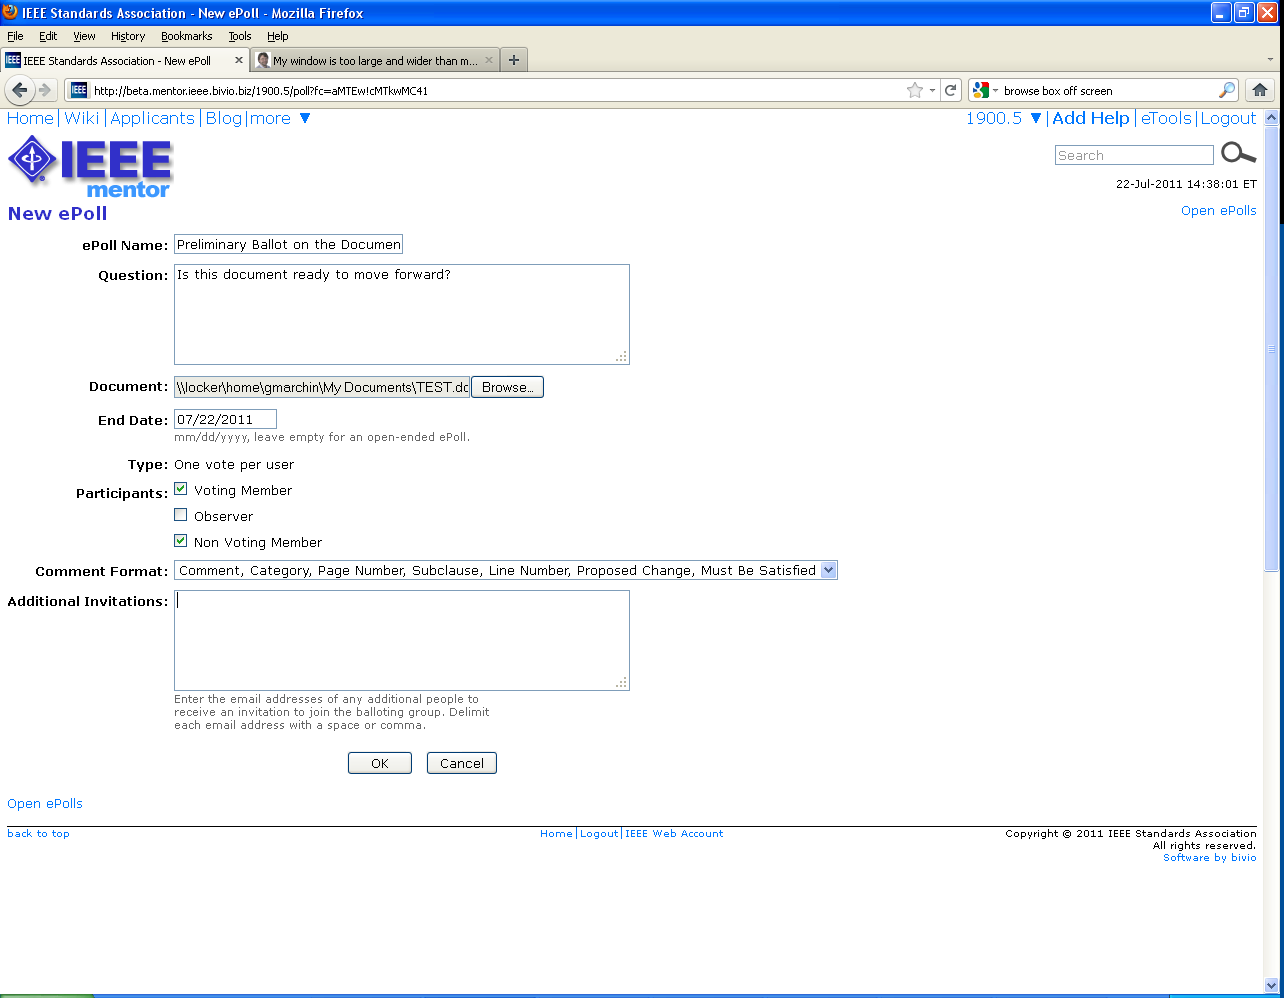 IEEE Standards Association - New ePoll - Mozilla Firefox
File Edit View History Bookmarks Tools Help
IEEE IEEE Standards Association - New ePoll
My window is too large and wider than m...
IEEE http://beta.mentor.ieee.bivio.biz/1900.5/poll?fc=aMTEw!cMTkwMC41
browse box off screen
Home | Wiki | Applicants | Blog | more ▼
1900.5 ▼ | Add Help | eTools | Logout
IEEE
mentor
Search
22-Jul-2011 14:38:01 ET
New ePoll
Open ePolls
ePoll Name: Preliminary Ballot on the Documen
Question: Is this document ready to move forward?
Document: \\locker\home\gmarchin\My Documents\TEST.dc Browse...
End Date: 07/22/2011
mm/dd/yyyy, leave empty for an open-ended ePoll.
Type: One vote per user
Participants: Voting Member
Observer
Non Voting Member
Comment Format: Comment, Category, Page Number, Subclause, Line Number, Proposed Change, Must Be Satisfied
Additional Invitations:
Enter the email addresses of any additional people to
receive an invitation to join the balloting group. Delimit
each email address with a space or comma.
OK Cancel
Open ePolls
back to top
Home | Logout | IEEE Web Account
Copyright © 2011 IEEE Standards Association
All rights reserved.
Software by bivio